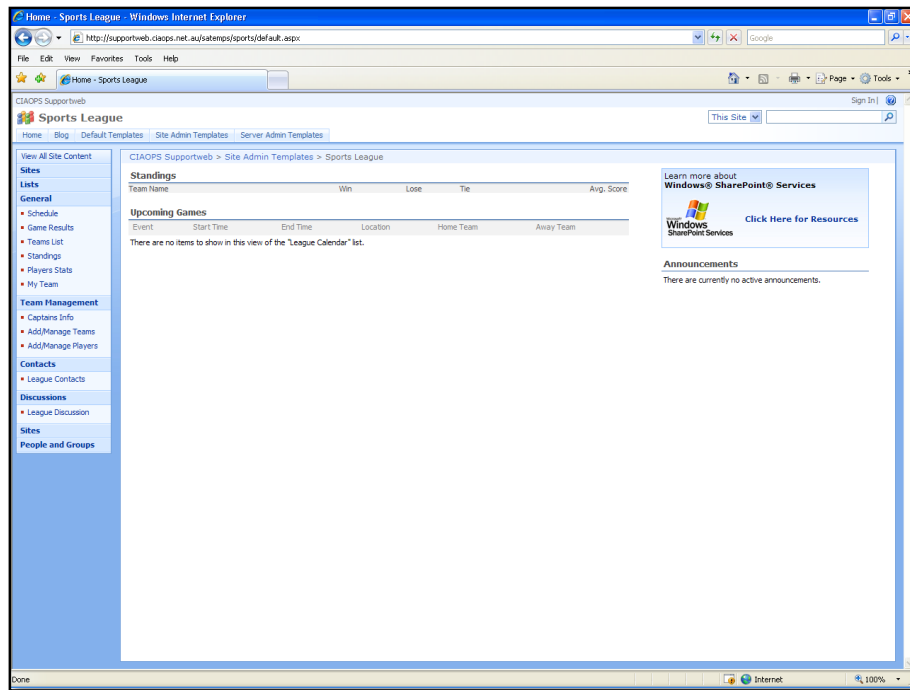 Home - Sports League - Windows Internet Explorer
http://supportweb.ciaops.net.au/satemps/sports/default.aspx
Google
File Edit View Favorites Tools Help
Home - Sports League
Page Tools
CIAOPS Supportweb
Sign In |
Sports League
This Site
Home Blog Default Templates Site Admin Templates Server Admin Templates
View All Site Content
Sites
Lists
General
Schedule
Game Results
Teams List
Standings
Players Stats
My Team
Team Management
Captains Info
Add/Manage Teams
Add/Manage Players
Contacts
League Contacts
Discussions
League Discussion
Sites
People and Groups
CIAOPS Supportweb > Site Admin Templates > Sports League
Standings
Team Name Win Lose Tie Avg. Score
Upcoming Games
Event Start Time End Time Location Home Team Away Team
There are no items to show in this view of the "League Calendar" list.
Learn more about
Windows® SharePoint® Services
Microsoft
Windows
SharePoint Services
Click Here for Resources
Announcements
There are currently no active announcements.
Done
Internet
100%